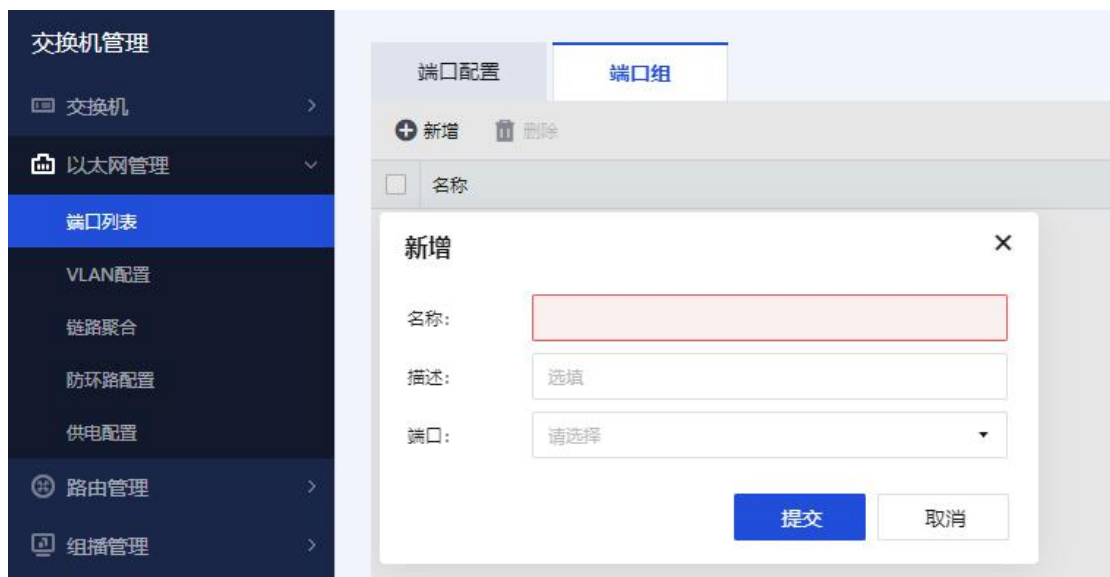 交换机管理
交换机
以太网管理
端口列表
VLAN配置
链路聚合
防环路配置
供电配置
路由管理
组播管理
端口配置 端口组
新增 删除
名称
新增
名称:
描述: 选填
端口: 请选择
提交 取消